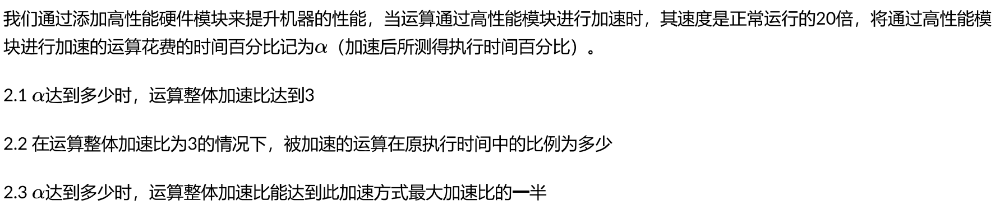 我们通过添加高性能硬件模块来提升机器的性能，当运算通过高性能模块进行加速时，其速度是正常运行的20倍，将通过高性能模
块进行加速的运算花费的时间百分比记为α（加速后所测得执行时间百分比）。
2.1 α达到多少时，运算整体加速比达到3
2.2 在运算整体加速比为3的情况下，被加速的运算在原执行时间中的比例为多少
2.3 α达到多少时，运算整体加速比能达到此加速方式最大加速比的一半